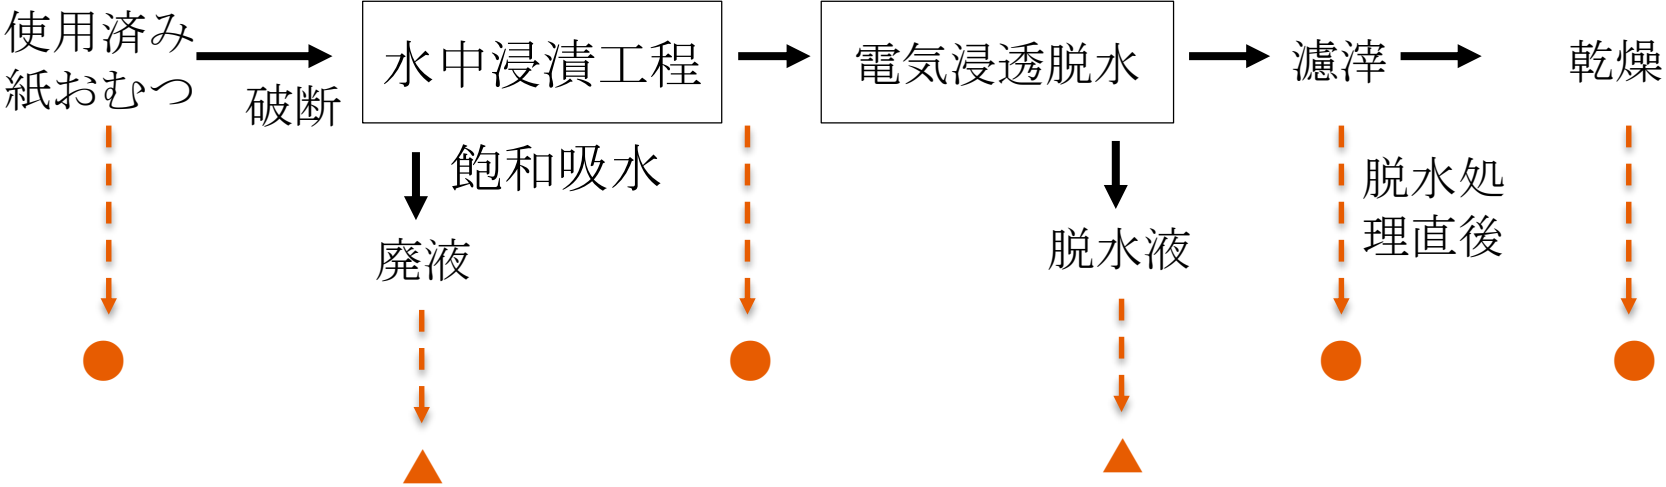 使用済み
紙おむつ
破断
水中浸漬工程
飽和吸水
廃液
電気浸透脱水
脱水液
濾滓
脱水処
理直後
乾燥